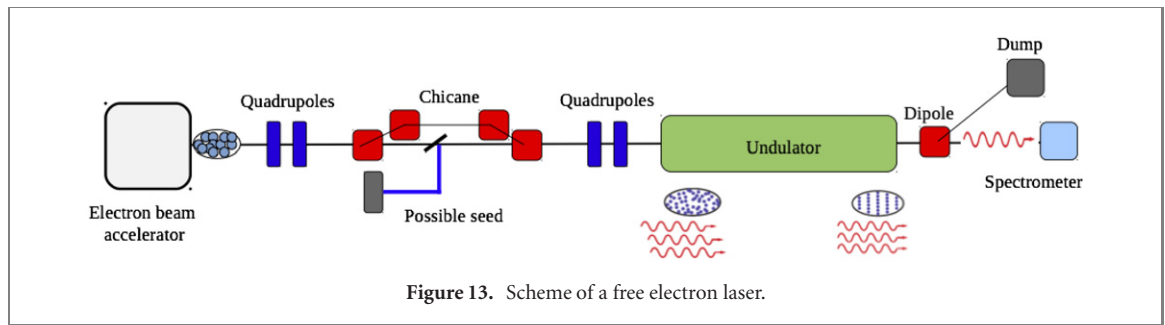 Dump
Quadrupoles
Chicane
Quadrupoles
Dipole
Undulator
Electron beam
accelerator
Possible seed
Spectrometer
Figure 13. Scheme of a free electron laser.